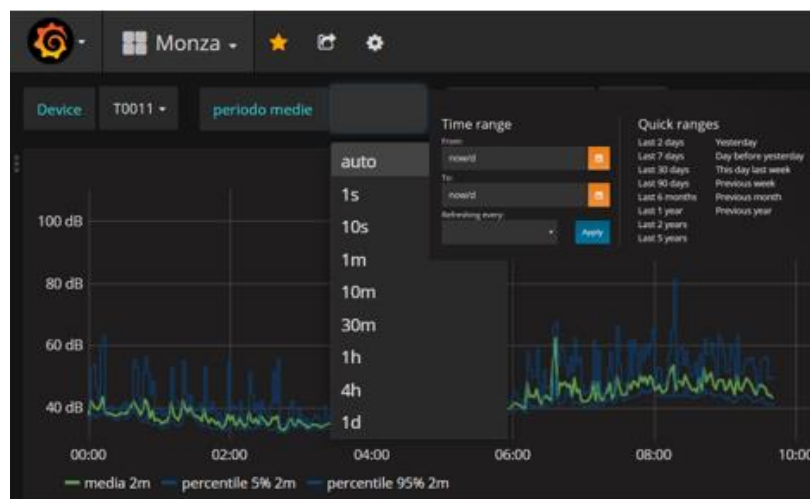 Monza
Device T0011 periodo medie
Time range
From:
now/d
To:
now/d
Refreshing every:
Apply
Quick ranges
Last 2 days Yesterday
Last 7 days Day before yesterday
Last 30 days This day last week
Last 90 days Previous week
Last 6 months Previous month
Last 1 year Previous year
Last 2 years
Last 5 years
auto
1s
10s
1m
10m
30m
1h
4h
1d
100 dB
80 dB
60 dB
40 dB
00:00 02:00 04:00 06:00 08:00 10:00
media 2m percentile 5% 2m percentile 95% 2m